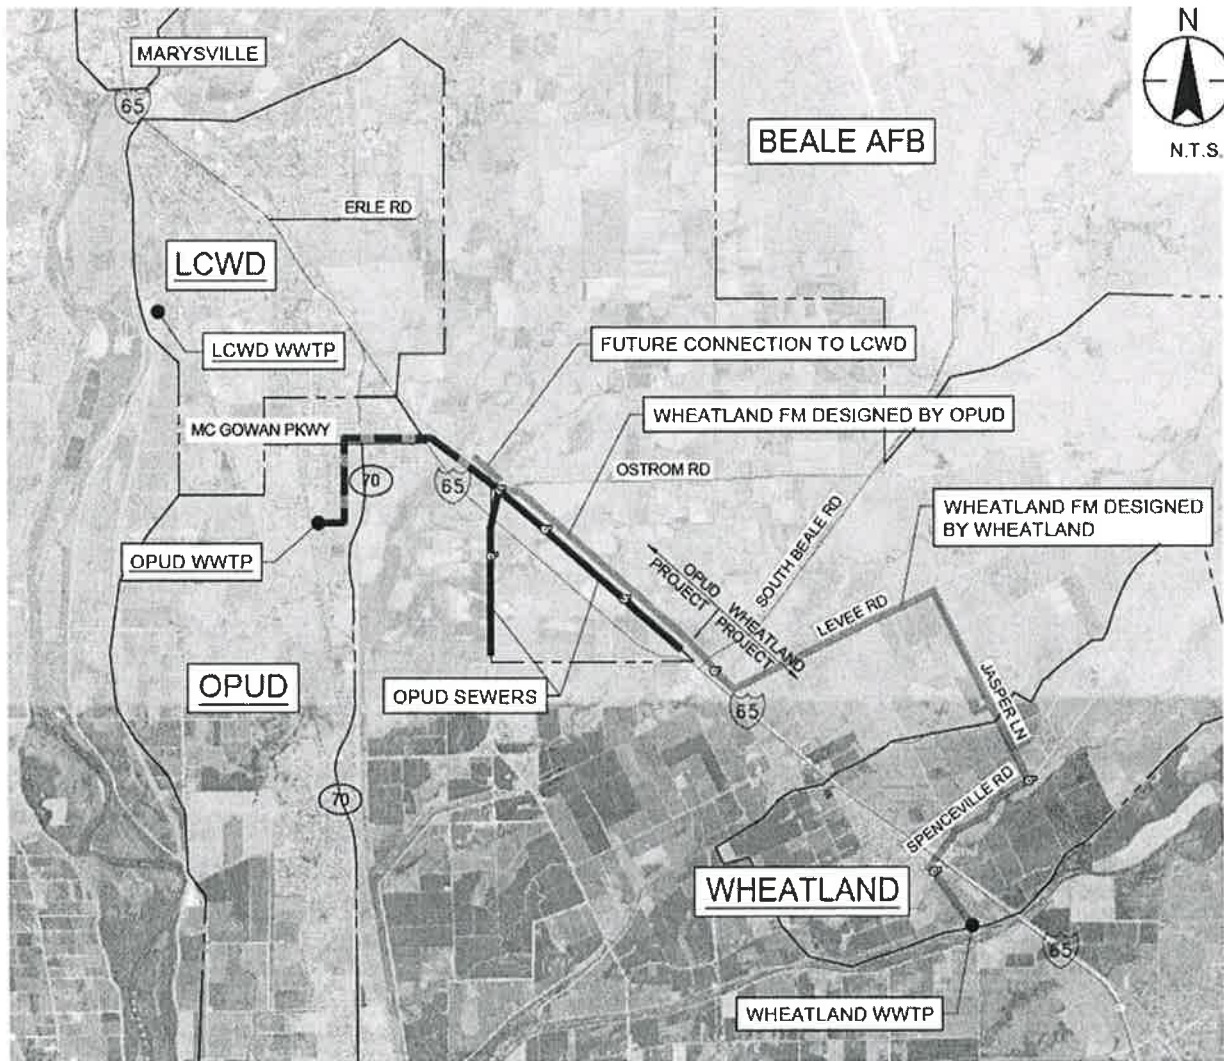 N
N.T.S.
MARYSVILLE
65
BEALE AFB
ERLE RD
LCWD
LCWD WWTP
FUTURE CONNECTION TO LCWD
WHEATLAND FM DESIGNED BY OPUD
MC GOWAN PKWY
OSTROM RD
70
65
SOUTH BEALE RD
WHEATLAND FM DESIGNED
BY WHEATLAND
OPUD WWTP
OPUD
PROJECT
WHEATLAND
PROJECT
LEVEE RD
OPUD
OPUD SEWERS
65
JASPER LN
70
SPENCEVILLE RD
WHEATLAND
65
WHEATLAND WWTP